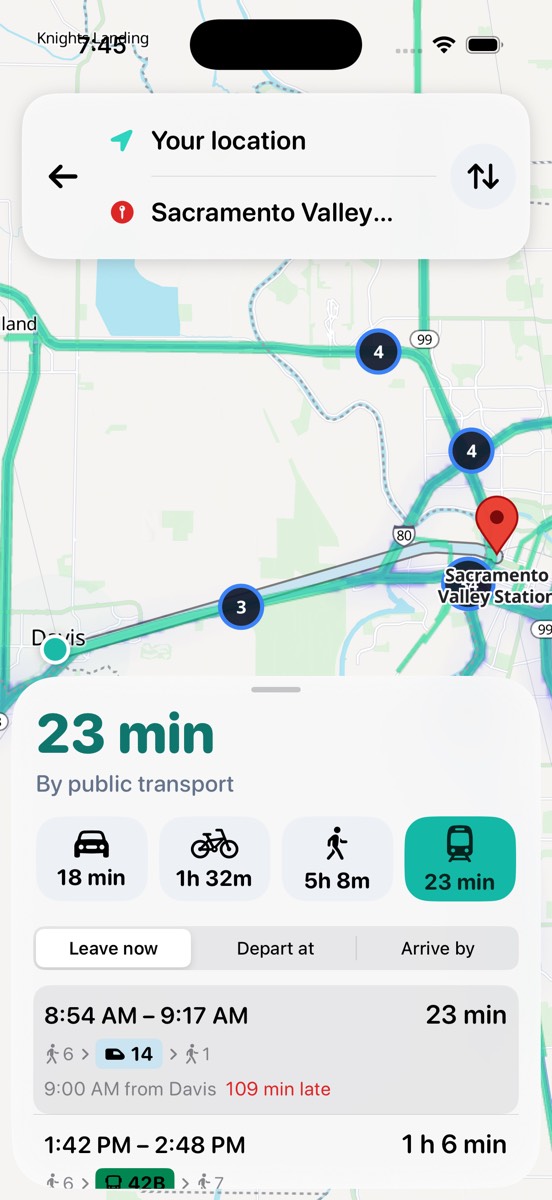 Knights Landing
7:45
Your location
Sacramento Valley...
land
99
4
4
80
Sacramento
Valley Station
3
99
Davis
23 min
By public transport
18 min
1h 32m
5h 8m
23 min
Leave now
Depart at
Arrive by
8:54 AM – 9:17 AM
23 min
6
14
1
9:00 AM from Davis 109 min late
1:42 PM – 2:48 PM
1 h 6 min
6
42B
7